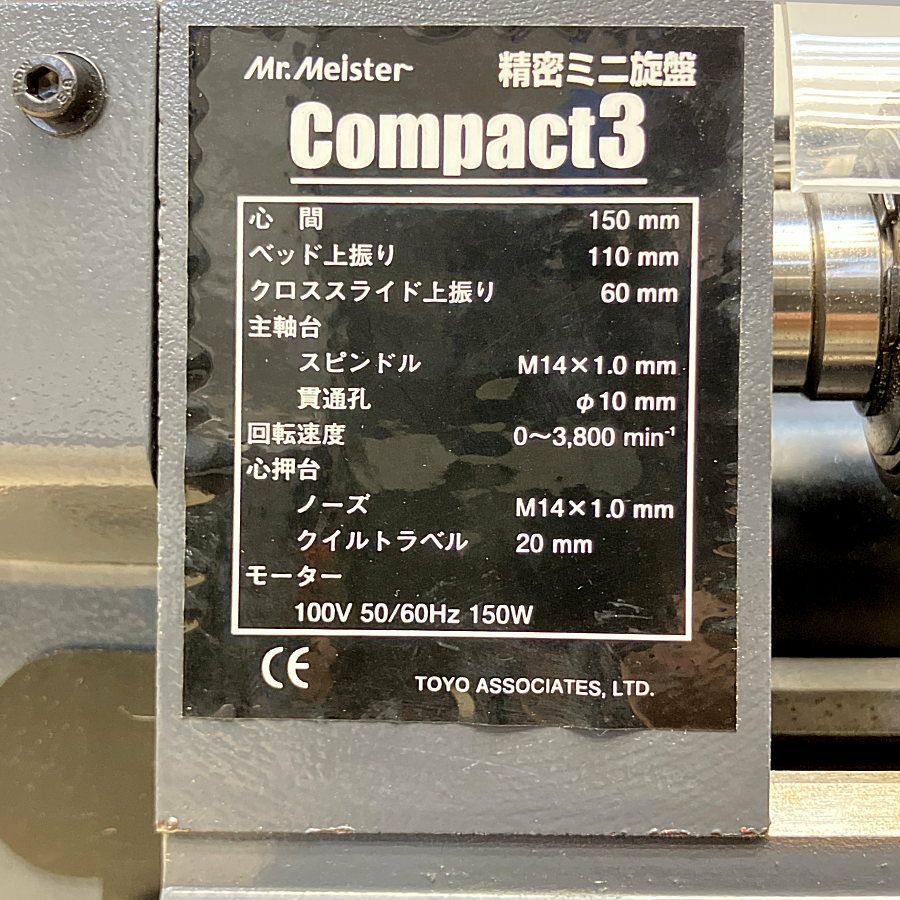 Mr.Meister 精密ミニ旋盤
Compact3
心 間 150 mm
ベッド上振り 110 mm
クロススライド上振り 60 mm
主軸台
スピンドル M14×1.0 mm
貫通孔 φ10 mm
回転速度 0～3,800 min⁻¹
心押台
ノーズ M14×1.0 mm
クイルトラベル 20 mm
モーター
100V 50/60Hz 150W
CE TOYO ASSOCIATES, LTD.